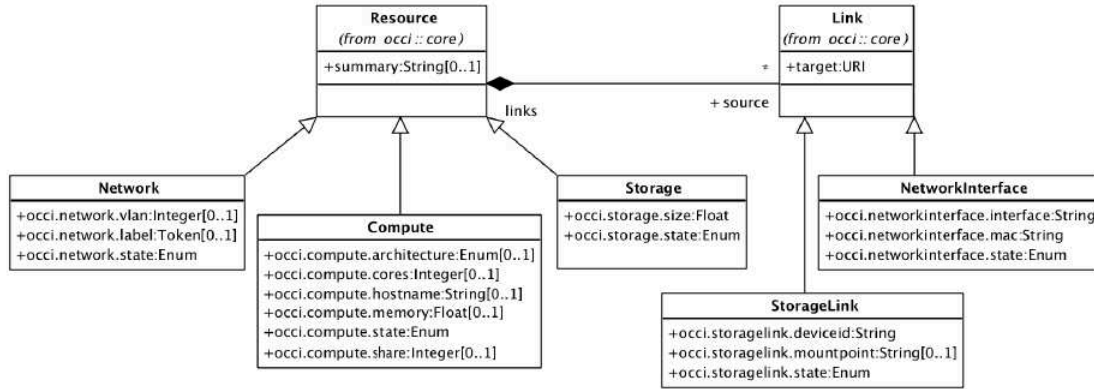 Resource
(from occi::core)
+summary:String[0..1]
Link
(from occi::core)
+target:URI
*
+ source
links
Network
+occi.network.vlan:Integer[0..1]
+occi.network.label:Token[0..1]
+occi.network.state:Enum
Compute
+occi.compute.architecture:Enum[0..1]
+occi.compute.cores:Integer[0..1]
+occi.compute.hostname:String[0..1]
+occi.compute.memory:Float[0..1]
+occi.compute.state:Enum
+occi.compute.share:Integer[0..1]
Storage
+occi.storage.size:Float
+occi.storage.state:Enum
NetworkInterface
+occi.networkinterface.interface:String
+occi.networkinterface.mac:String
+occi.networkinterface.state:Enum
StorageLink
+occi.storagelink.deviceid:String
+occi.storagelink.mountpoint:String[0..1]
+occi.storagelink.state:Enum